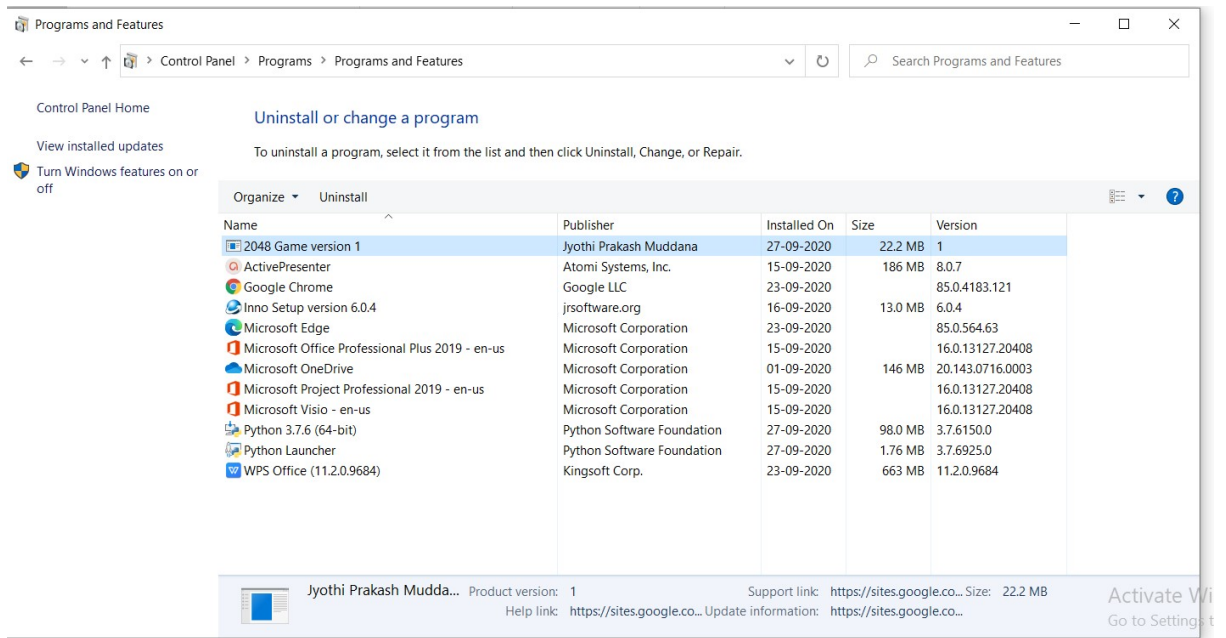 Programs and Features
Control Panel > Programs > Programs and Features
Search Programs and Features
Control Panel Home
View installed updates
Turn Windows features on or
off
Uninstall or change a program
To uninstall a program, select it from the list and then click Uninstall, Change, or Repair.
Organize Uninstall
Name Publisher Installed On Size Version
2048 Game version 1 Jyothi Prakash Muddana 27-09-2020 22.2 MB 1
ActivePresenter Atomi Systems, Inc. 15-09-2020 186 MB 8.0.7
Google Chrome Google LLC 23-09-2020 85.0.4183.121
Inno Setup version 6.0.4 jrsoftware.org 16-09-2020 13.0 MB 6.0.4
Microsoft Edge Microsoft Corporation 23-09-2020 85.0.564.63
Microsoft Office Professional Plus 2019 - en-us Microsoft Corporation 15-09-2020 16.0.13127.20408
Microsoft OneDrive Microsoft Corporation 01-09-2020 146 MB 20.143.0716.0003
Microsoft Project Professional 2019 - en-us Microsoft Corporation 15-09-2020 16.0.13127.20408
Microsoft Visio - en-us Microsoft Corporation 15-09-2020 16.0.13127.20408
Python 3.7.6 (64-bit) Python Software Foundation 27-09-2020 98.0 MB 3.7.6150.0
Python Launcher Python Software Foundation 27-09-2020 1.76 MB 3.7.6925.0
WPS Office (11.2.0.9684) Kingsoft Corp. 23-09-2020 663 MB 11.2.0.9684
Jyothi Prakash Mudda... Product version: 1 Support link: https://sites.google.co... Size: 22.2 MB
Help link: https://sites.google.co... Update information: https://sites.google.co...
Activate Wi
Go to Settings t